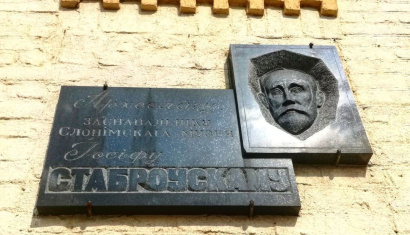 Археолагу
ЗАСНАВАЛЬНІКУ
СЛОНІМСКАГА МУЗЕЯ
Іосіфу
СТАБРОЎСКАМУ